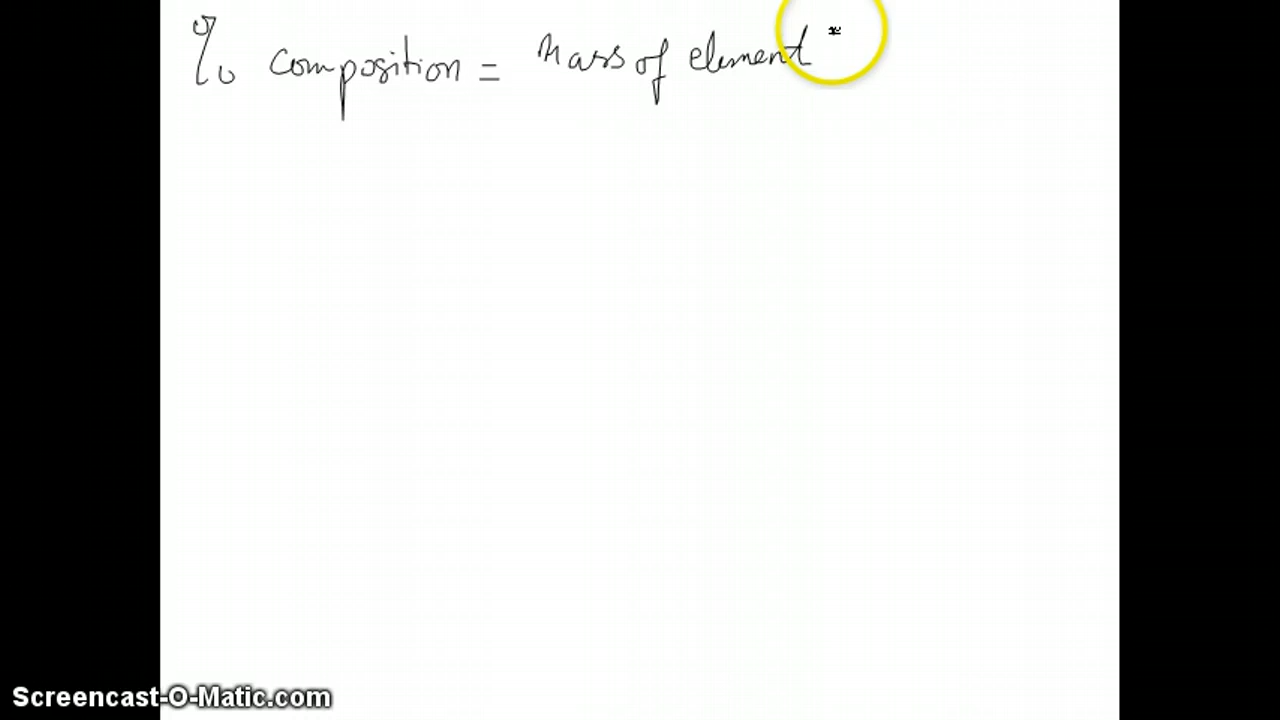 % composition = Mass of element
Screencast-O-Matic.com